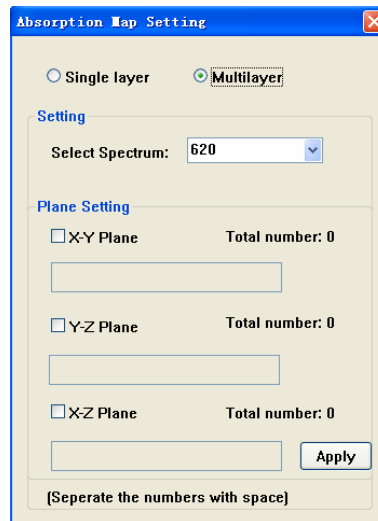 Absorption Map Setting
Single layer Multilayer
Setting
Select Spectrum: 620
Plane Setting
X-Y Plane Total number: 0
Y-Z Plane Total number: 0
X-Z Plane Total number: 0
Apply
(Seperate the numbers with space)